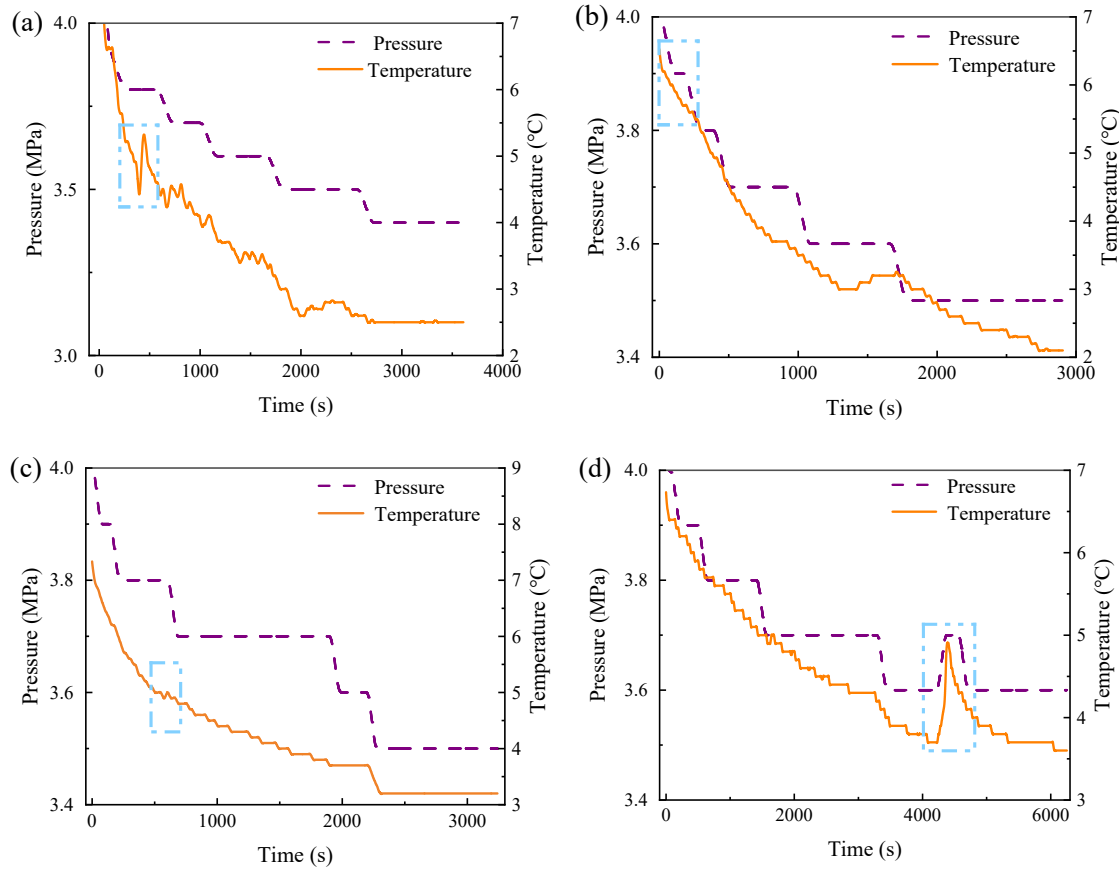 (a)
4.0
3.5
3.0
Pressure (MPa)
7
6
5
4
3
2
Temperature (°C)
Pressure
Temperature
0
1000
2000
3000
4000
Time (s)
(b)
4.0
3.8
3.6
3.4
Pressure (MPa)
7
6
5
4
3
2
Temperature (°C)
Pressure
Temperature
0
1000
2000
3000
Time (s)
(c)
4.0
3.8
3.6
3.4
Pressure (MPa)
9
8
7
6
5
4
3
Temperature (°C)
Pressure
Temperature
0
1000
2000
3000
Time (s)
(d)
4.0
3.8
3.6
3.4
Pressure (MPa)
7
6
5
4
3
Temperature (°C)
Pressure
Temperature
0
2000
4000
6000
Time (s)